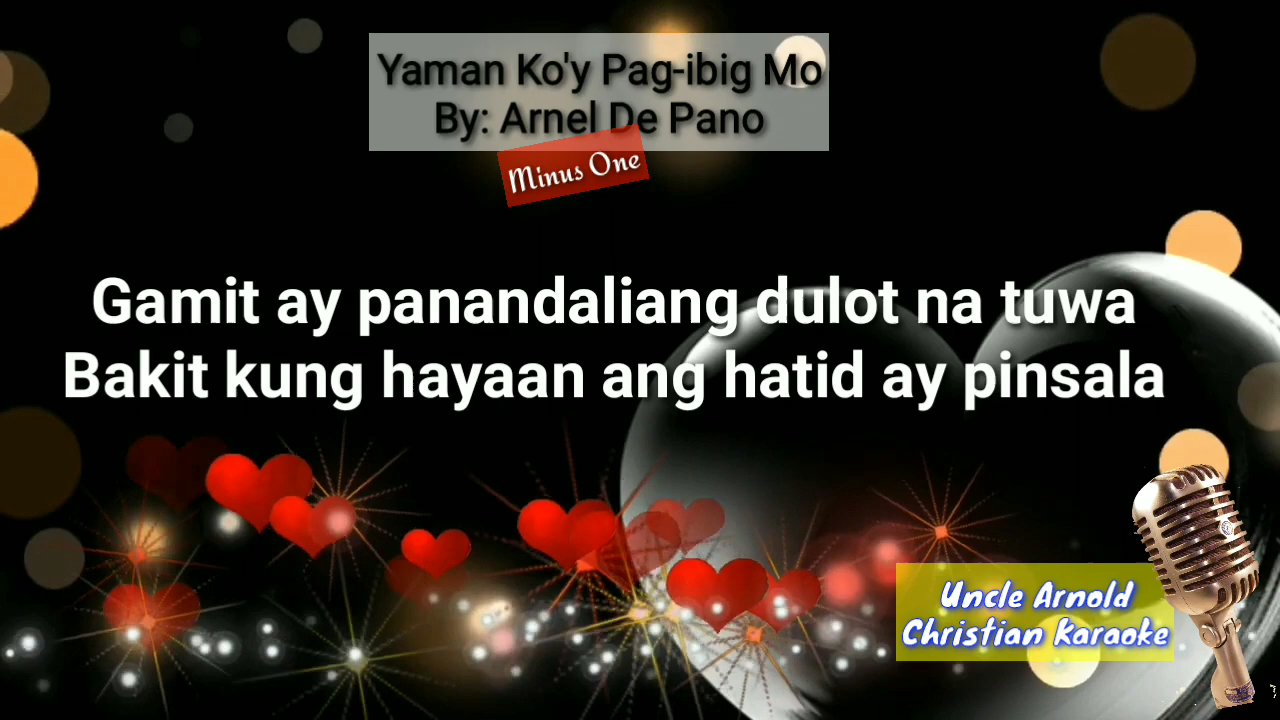 Yaman Ko'y Pag-ibig Mo
By: Arnel De Pano
Minus One
Gamit ay panandaliang dulot na tuwa
Bakit kung hayaan ang hatid ay pinsala
Uncle Arnold
Christian Karaoke